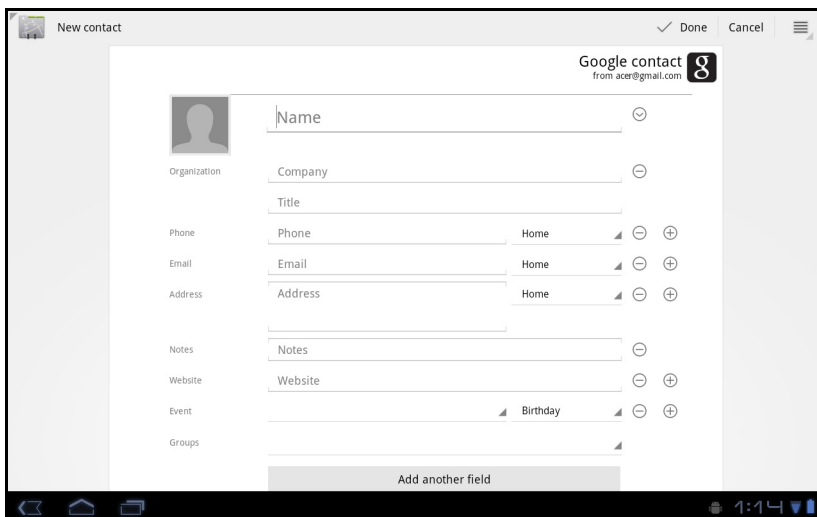 New contact
Done
Cancel
Google contact
from acer@gmail.com
g
Name
Organization
Company
Title
Phone
Phone
Home
Email
Email
Home
Address
Address
Home
Notes
Notes
Website
Website
Event
Birthday
Groups
Add another field
1:14